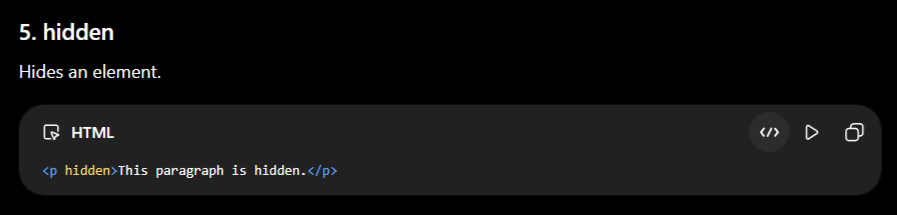 5. hidden
Hides an element.
HTML
<p hidden>This paragraph is hidden.</p>